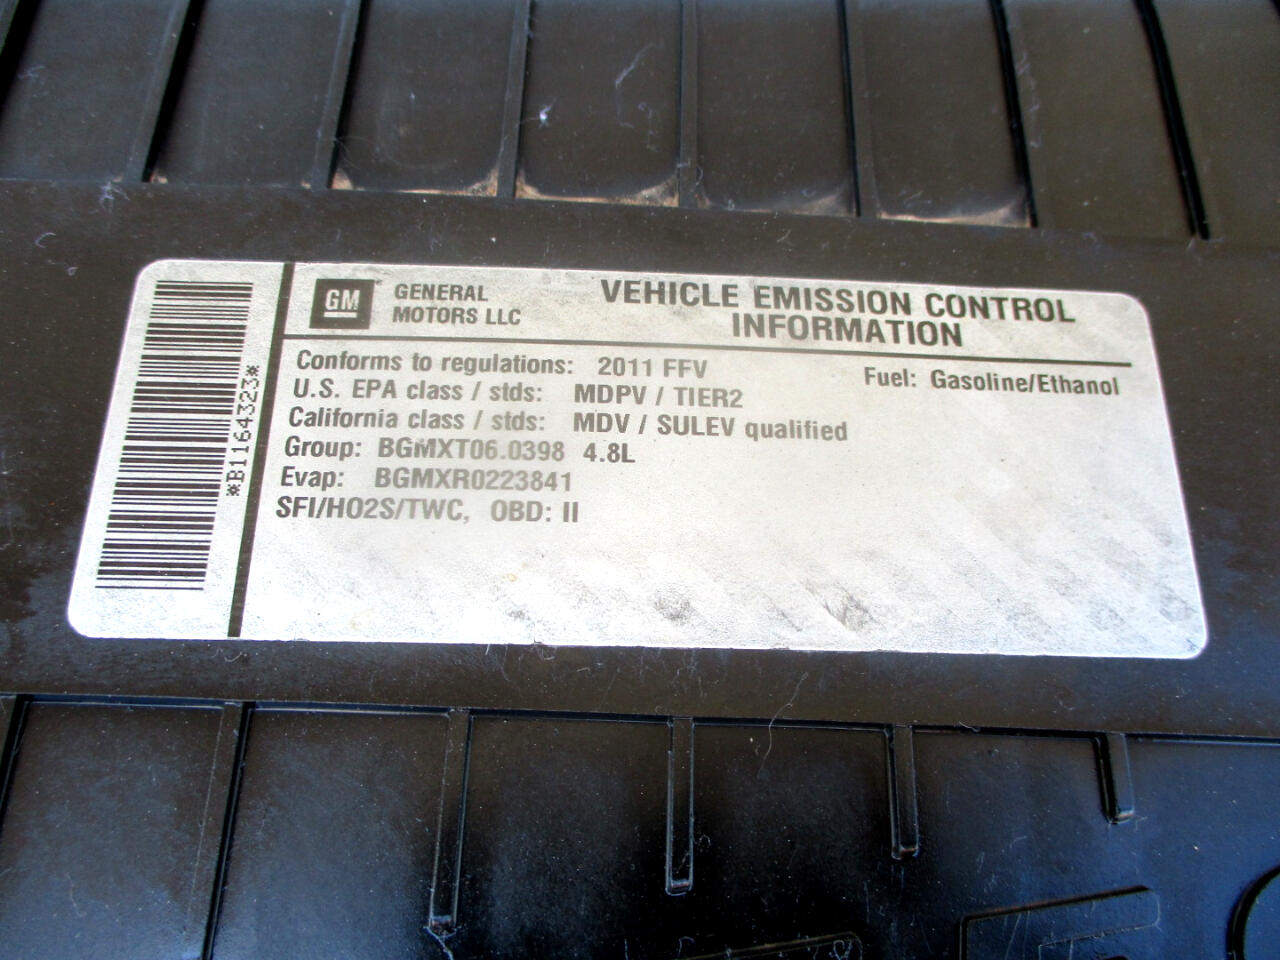 *B1164323*
GM
GENERAL
MOTORS LLC
VEHICLE EMISSION CONTROL
INFORMATION
Conforms to regulations: 2011 FFV
Fuel: Gasoline/Ethanol
U.S. EPA class / stds: MDPV / TIER2
California class / stds: MDV / SULEV qualified
Group: BGMXT06.0398 4.8L
Evap: BGMXR0223841
SFI/HO2S/TWC, OBD: II